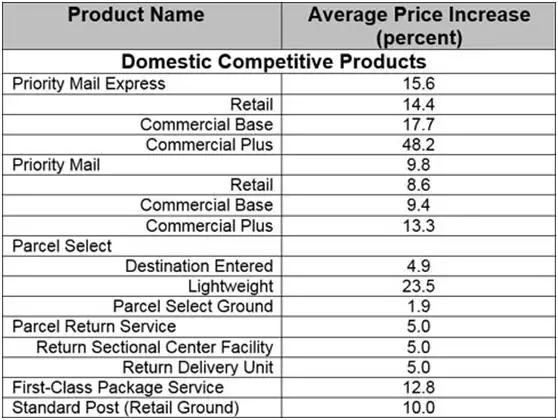 Product Name Average Price Increase
(percent)
Domestic Competitive Products
Priority Mail Express 15.6
Retail 14.4
Commercial Base 17.7
Commercial Plus 48.2
Priority Mail 9.8
Retail 8.6
Commercial Base 9.4
Commercial Plus 13.3
Parcel Select
Destination Entered 4.9
Lightweight 23.5
Parcel Select Ground 1.9
Parcel Return Service 5.0
Return Sectional Center Facility 5.0
Return Delivery Unit 5.0
First-Class Package Service 12.8
Standard Post (Retail Ground) 10.0